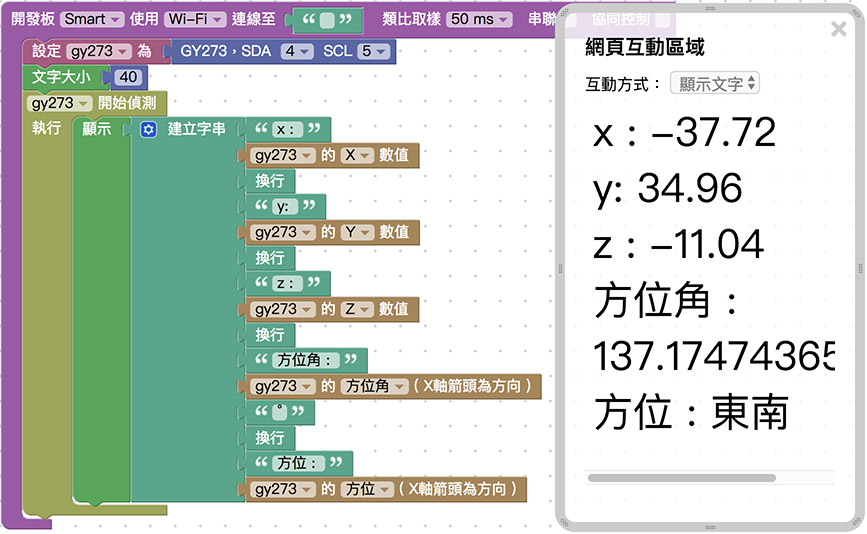 開發板 Smart 使用 Wi-Fi 連線至 “ ” 類比取樣 50 ms 串聯 協同控制
設定 gy273 為 GY273，SDA 4 SCL 5
文字大小 40
gy273 開始偵測
執行 顯示 建立字串 “ x： ”
gy273 的 X 數值
換行
“ y: ”
gy273 的 Y 數值
換行
“ z： ”
gy273 的 Z 數值
換行
“ 方位角： ”
gy273 的 方位角 （X軸箭頭為方向）
“ ° ”
換行
“ 方位： ”
gy273 的 方位 （X軸箭頭為方向）
網頁互動區域
互動方式： 顯示文字
x：-37.72
y: 34.96
z：-11.04
方位角：
137.17474365
方位：東南